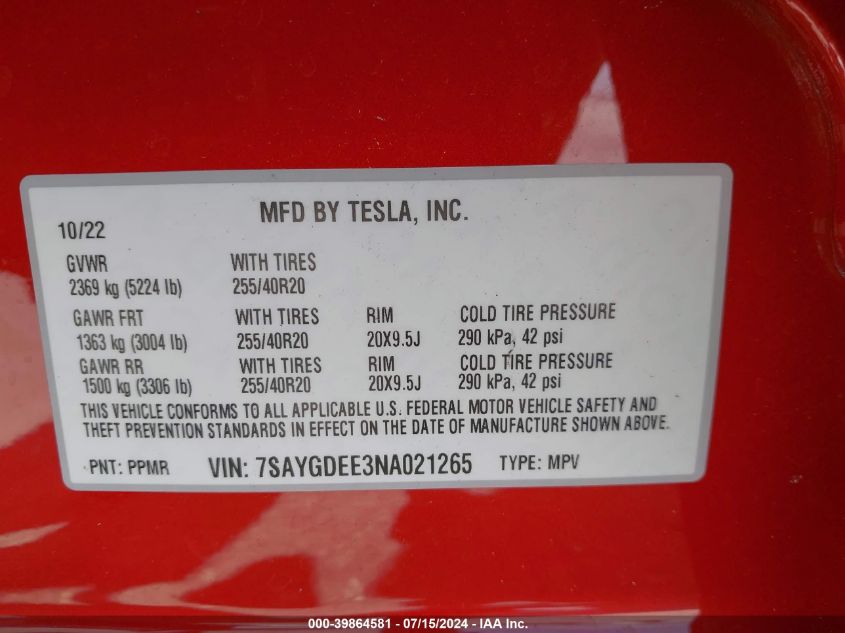 MFD BY TESLA, INC.
10/22
GVWR WITH TIRES
2369 kg (5224 lb) 255/40R20
GAWR FRT WITH TIRES RIM COLD TIRE PRESSURE
1363 kg (3004 lb) 255/40R20 20X9.5J 290 kPa, 42 psi
GAWR RR WITH TIRES RIM COLD TIRE PRESSURE
1500 kg (3306 lb) 255/40R20 20X9.5J 290 kPa, 42 psi
THIS VEHICLE CONFORMS TO ALL APPLICABLE U.S. FEDERAL MOTOR VEHICLE SAFETY AND
THEFT PREVENTION STANDARDS IN EFFECT ON THE DATE OF MANUFACTURE SHOWN ABOVE.
PNT: PPMR VIN: 7SAYGDEE3NA021265 TYPE: MPV
000-39864581 - 07/15/2024 - IAA Inc.